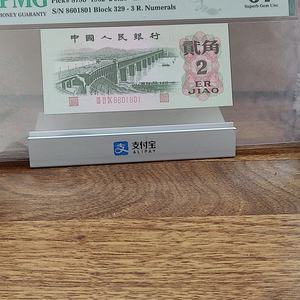 PMG
MONEY GUARANTY
S/N 8601801 Block 329 - 3 R. Numerals
Superb Gem Unc
中国人民银行
贰角
2
ER
JIAO
8601801
支付宝
ALIPAY